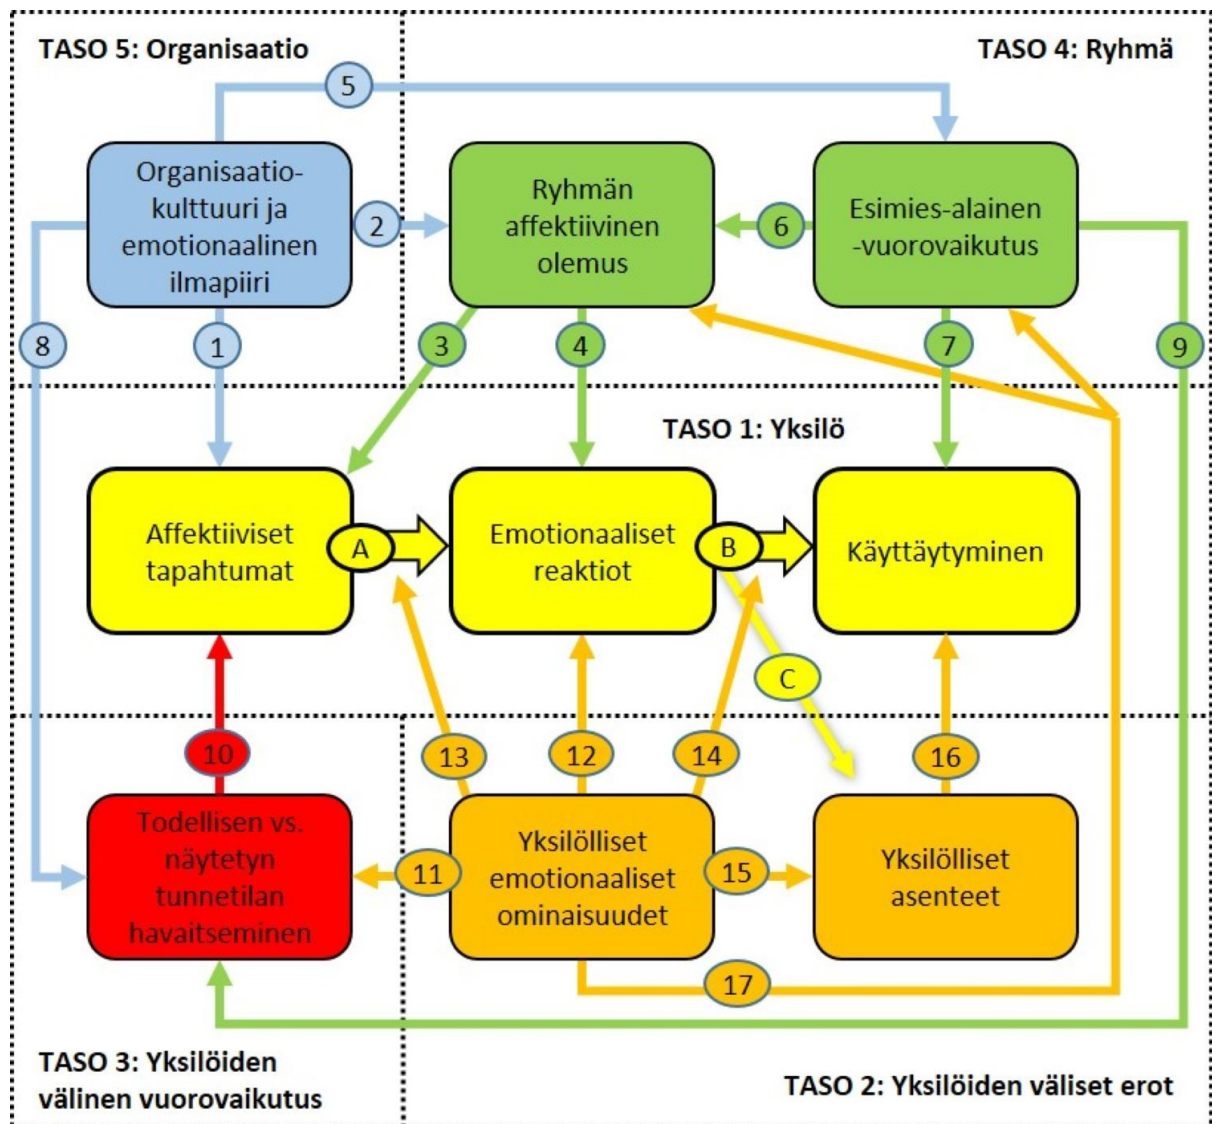 TASO 5: Organisaatio
TASO 4: Ryhmä
5
Organisaatio-
kulttuuri ja
emotionaalinen
ilmapiiri
2
Ryhmän
affektiivinen
olemus
6
Esimies-alainen
-vuorovaikutus
8
1
3
4
7
9
TASO 1: Yksilö
Affektiiviset
tapahtumat
A
Emotionaaliset
reaktiot
B
Käyttäytyminen
C
10
13
12
14
16
Todellisen vs.
näytetyn
tunnetilan
havaitseminen
11
Yksilölliset
emotionaaliset
ominaisuudet
15
Yksilölliset
asenteet
17
TASO 3: Yksilöiden
välinen vuorovaikutus
TASO 2: Yksilöiden väliset erot